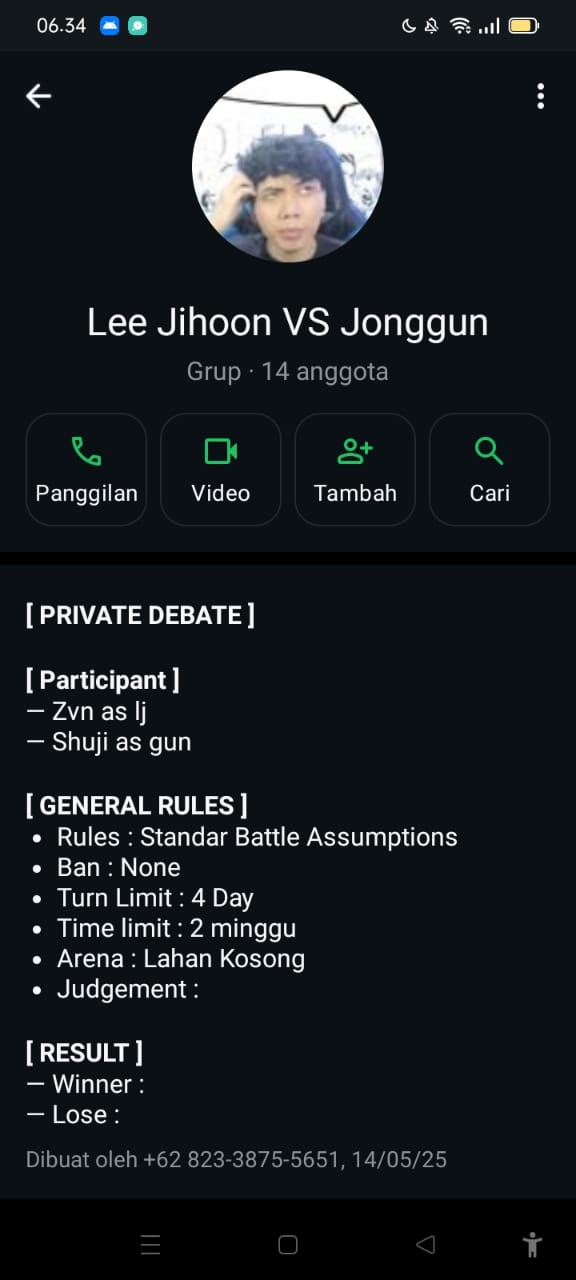 06.34
Lee Jihoon VS Jonggun
Grup · 14 anggota
Panggilan
Video
Tambah
Cari
[ PRIVATE DEBATE ]
[ Participant ]
— Zvn as lj
— Shuji as gun
[ GENERAL RULES ]
• Rules : Standar Battle Assumptions
• Ban : None
• Turn Limit : 4 Day
• Time limit : 2 minggu
• Arena : Lahan Kosong
• Judgement :
[ RESULT ]
— Winner :
— Lose :
Dibuat oleh +62 823-3875-5651, 14/05/25